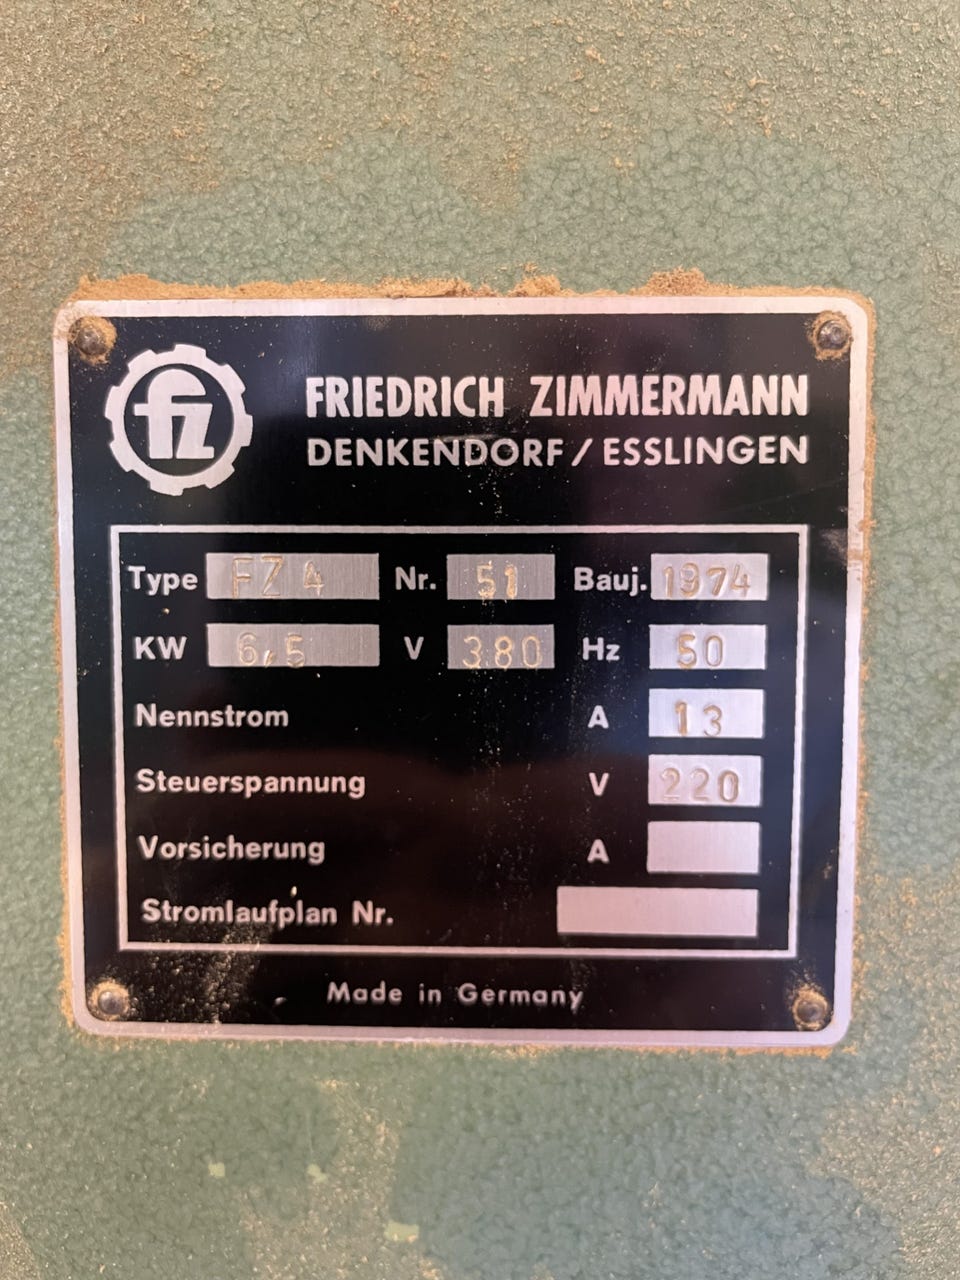 fz
FRIEDRICH ZIMMERMANN
DENKENDORF / ESSLINGEN
Type FZ 4 Nr. 51 Bauj. 1974
KW 6,5 V 380 Hz 50
Nennstrom A 13
Steuerspannung V 220
Vorsicherung A
Stromlaufplan Nr.
Made in Germany